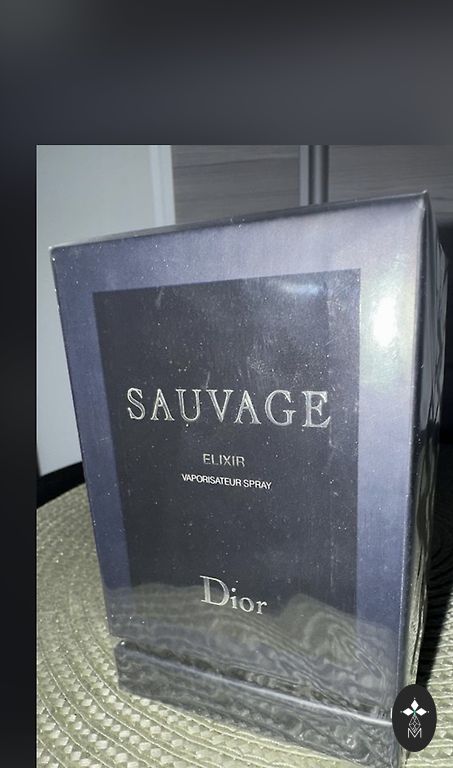 SAUVAGE
ELIXIR
VAPORISATEUR SPRAY
Dior
M